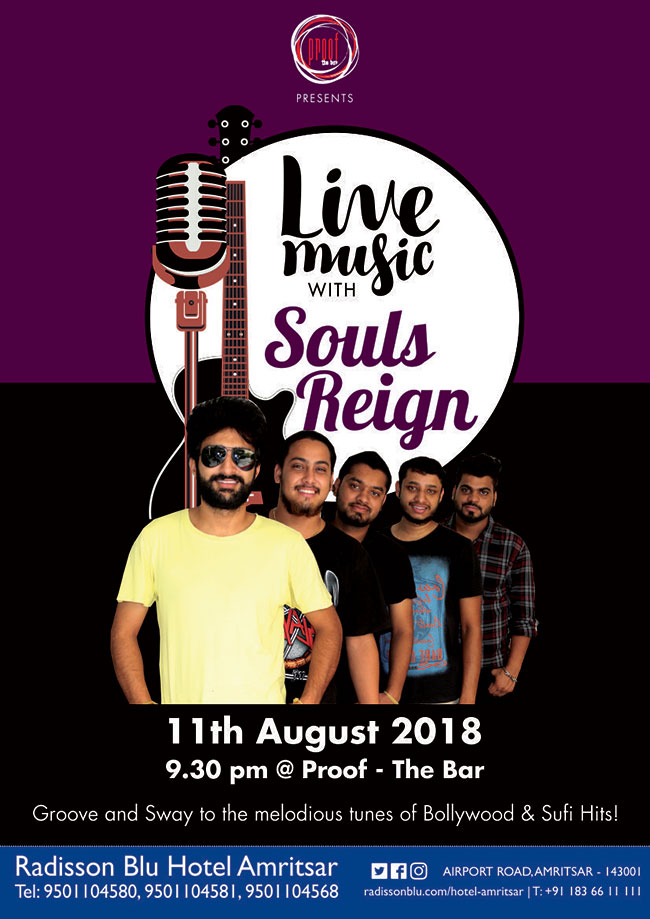 proof
the bar
PRESENTS
Live
music
WITH
Souls
Reign
11th August 2018
9.30 pm @ Proof - The Bar
Groove and Sway to the melodious tunes of Bollywood & Sufi Hits!
Radisson Blu Hotel Amritsar
Tel: 9501104580, 9501104581, 9501104568
AIRPORT ROAD, AMRITSAR - 143001
radissonblu.com/hotel-amritsar | T: +91 183 66 11 111